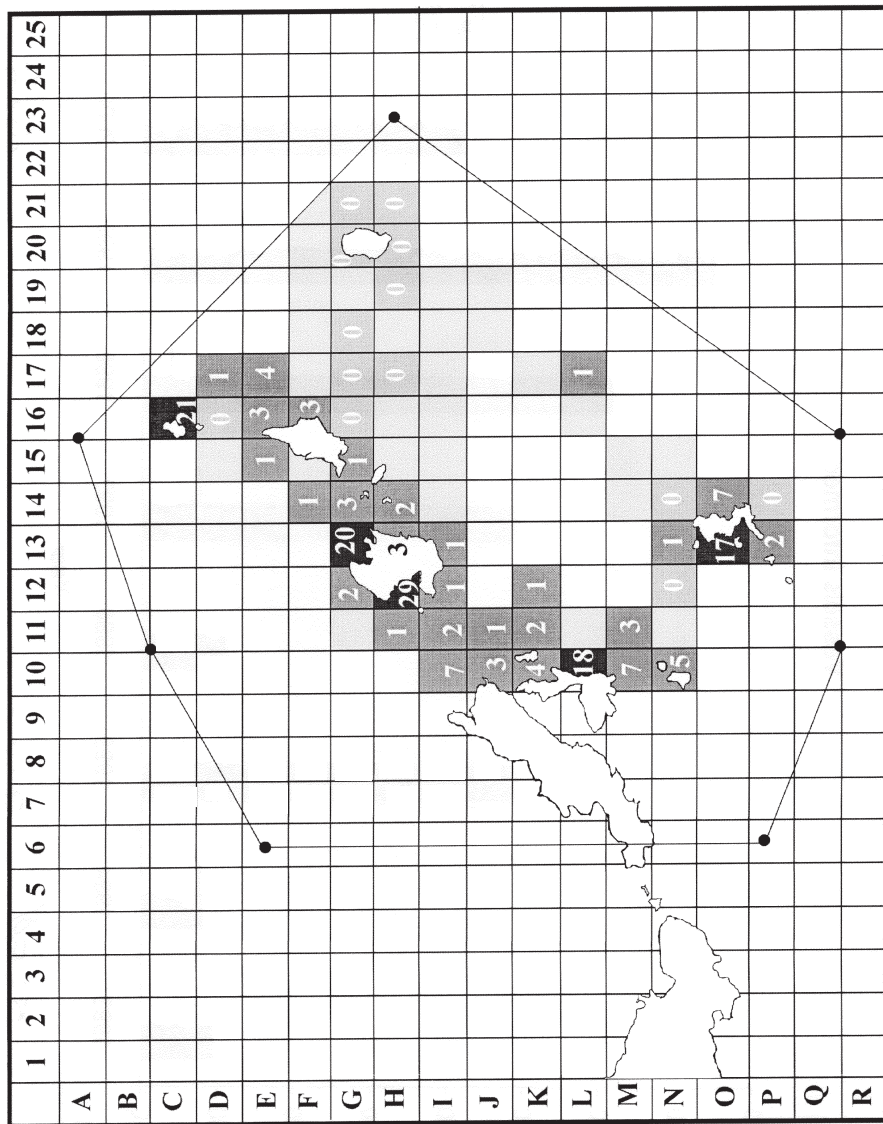 1 2 3 4 5 6 7 8 9 10 11 12 13 14 15 16 17 18 19 20 21 22 23 24 25
A
B
C 21
D 0 1
E 1 3 4
F 1 3
G 2 20 3 1 0 0 0 0 0
H 1 29 3 2 0 0 0 0
I 7 2 1 1
J 3 1
K 4 2 1
L 18 1
M 7 3
N 5 0 1 0
O 17 7
P 2 0
Q
R